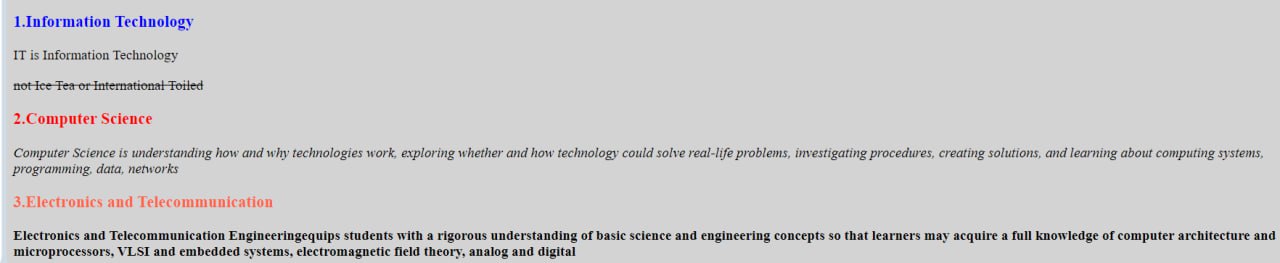 1.Information Technology
IT is Information Technology
not Ice Tea or International Toiled
2.Computer Science
Computer Science is understanding how and why technologies work, exploring whether and how technology could solve real-life problems, investigating procedures, creating solutions, and learning about computing systems,
programming, data, networks
3.Electronics and Telecommunication
Electronics and Telecommunication Engineeringequips students with a rigorous understanding of basic science and engineering concepts so that learners may acquire a full knowledge of computer architecture and
microprocessors, VLSI and embedded systems, electromagnetic field theory, analog and digital